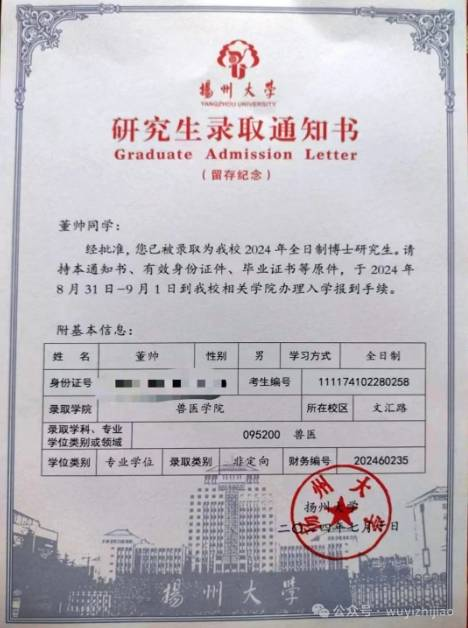 揚州大学
YANGZHOU UNIVERSITY
研究生录取通知书
Graduate Admission Letter
（留存纪念）
董帅同学：
经批准，您已被录取为我校2024年全日制博士研究生。请
持本通知书、有效身份证件、毕业证书等原件，于2024年
8月31日-9月1日到我校相关学院办理入学报到手续。
附基本信息：
姓 名 董帅 性别 男 学习方式 全日制
身份证号 考生编号 111174102280258
录取学院 兽医学院 所在校区 文汇路
录取学科、专业
学位类别或领域 095200 兽医
学位类别 专业学位 录取类别 非定向 财务编号 202460235
扬州大学
二〇二四年七月十日
扬州大学
揚州大学
公众号 · wuyizhijiao